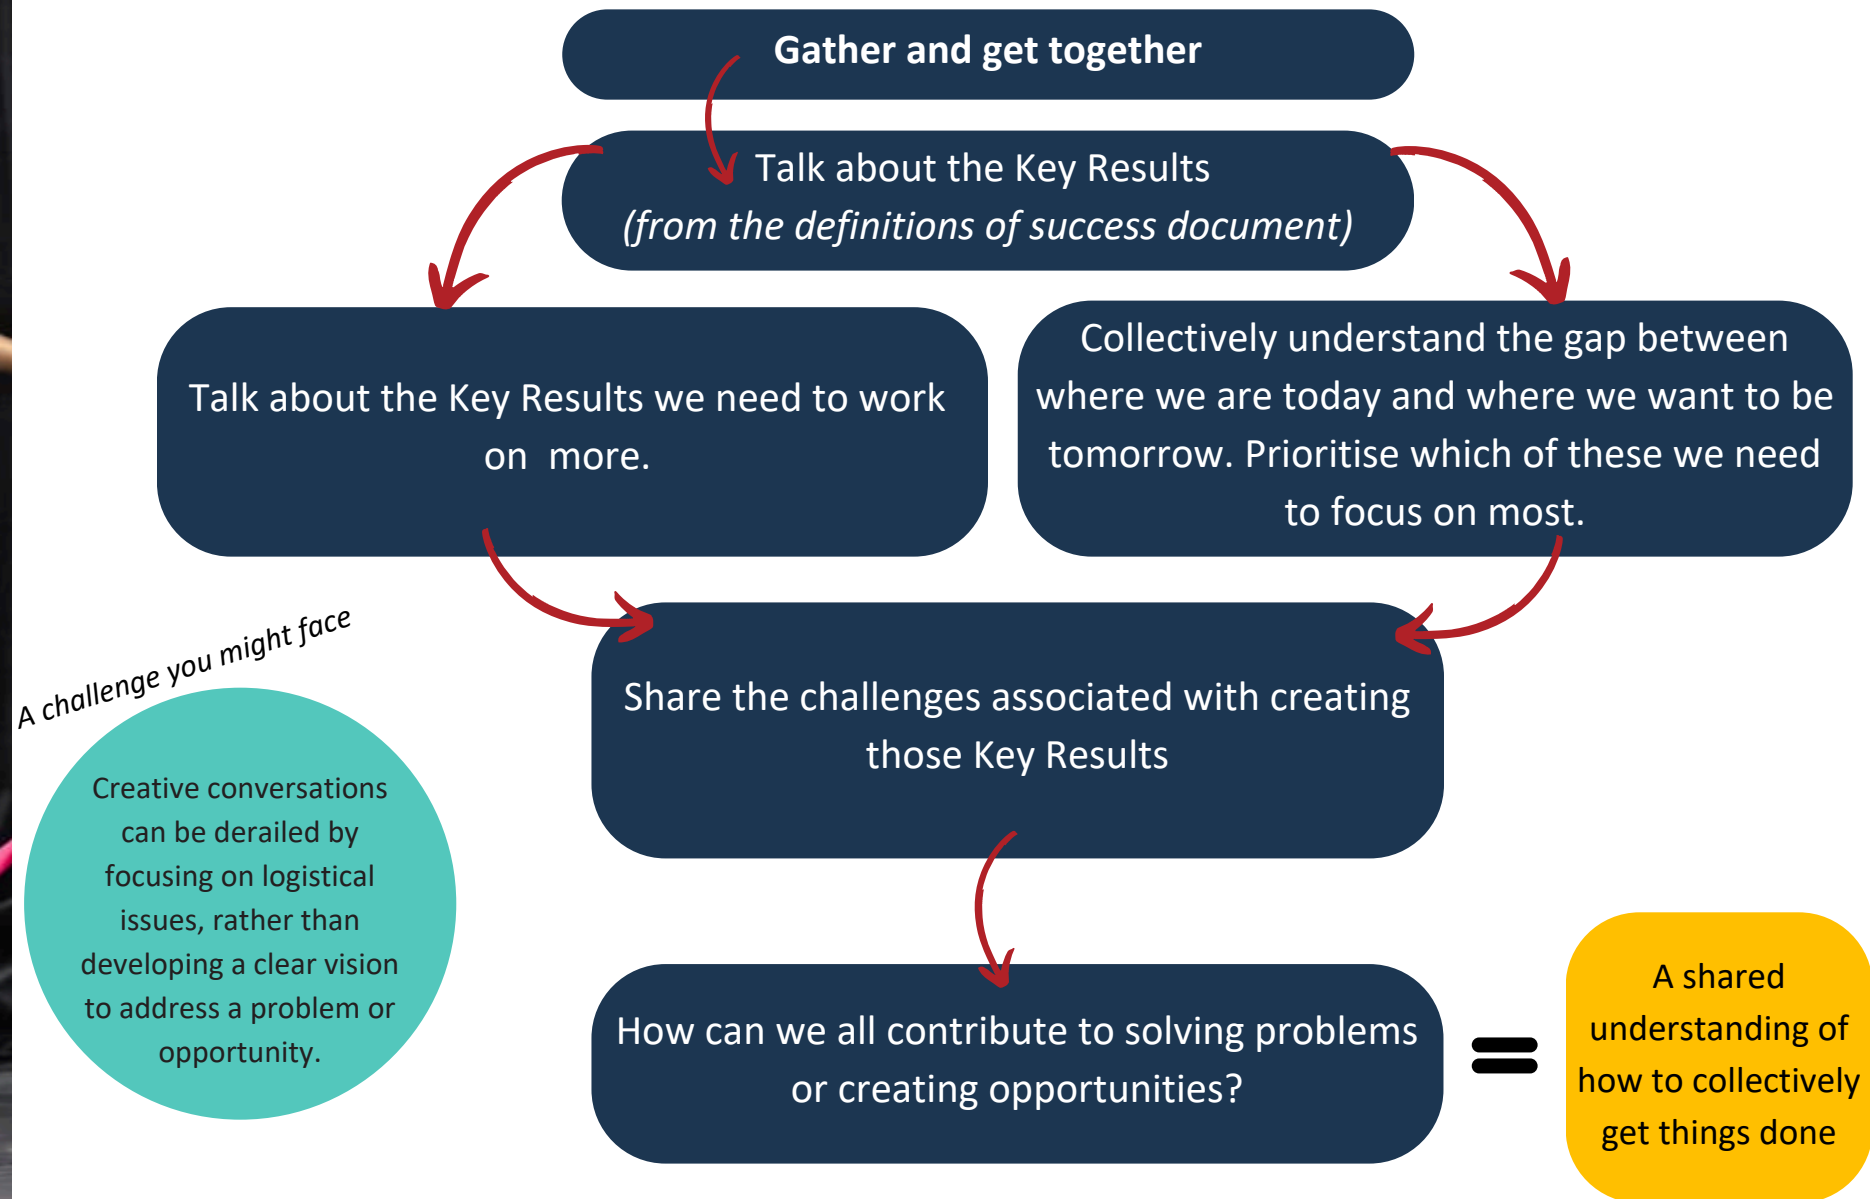 Gather and get together
Talk about the Key Results
(from the definitions of success document)
Talk about the Key Results we need to work
on more.
Collectively understand the gap between
where we are today and where we want to be
tomorrow. Prioritise which of these we need
to focus on most.
Share the challenges associated with creating
those Key Results
A challenge you might face
Creative conversations
can be derailed by
focusing on logistical
issues, rather than
developing a clear vision
to address a problem or
opportunity.
How can we all contribute to solving problems
or creating opportunities?
=
A shared
understanding of
how to collectively
get things done